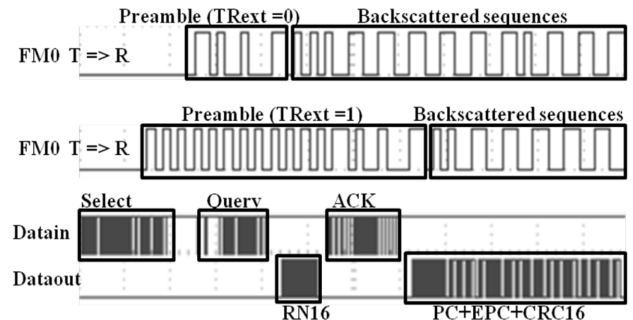 Preamble (TRext =0) Backscattered sequences
FM0 T => R
Preamble (TRext =1) Backscattered sequences
FM0 T => R
Select Query ACK
Datain
Dataout
RN16 PC+EPC+CRC16